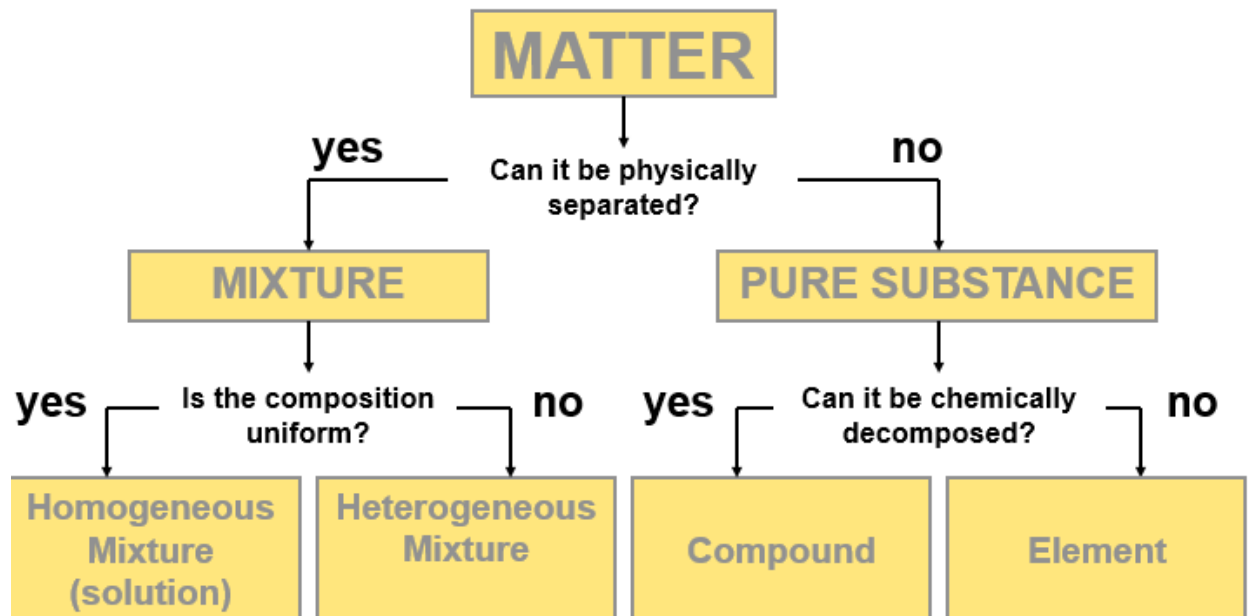 MATTER
yes
no
Can it be physically
separated?
MIXTURE
PURE SUBSTANCE
yes
Is the composition
uniform?
no
yes
Can it be chemically
decomposed?
no
Homogeneous
Mixture
(solution)
Heterogeneous
Mixture
Compound
Element